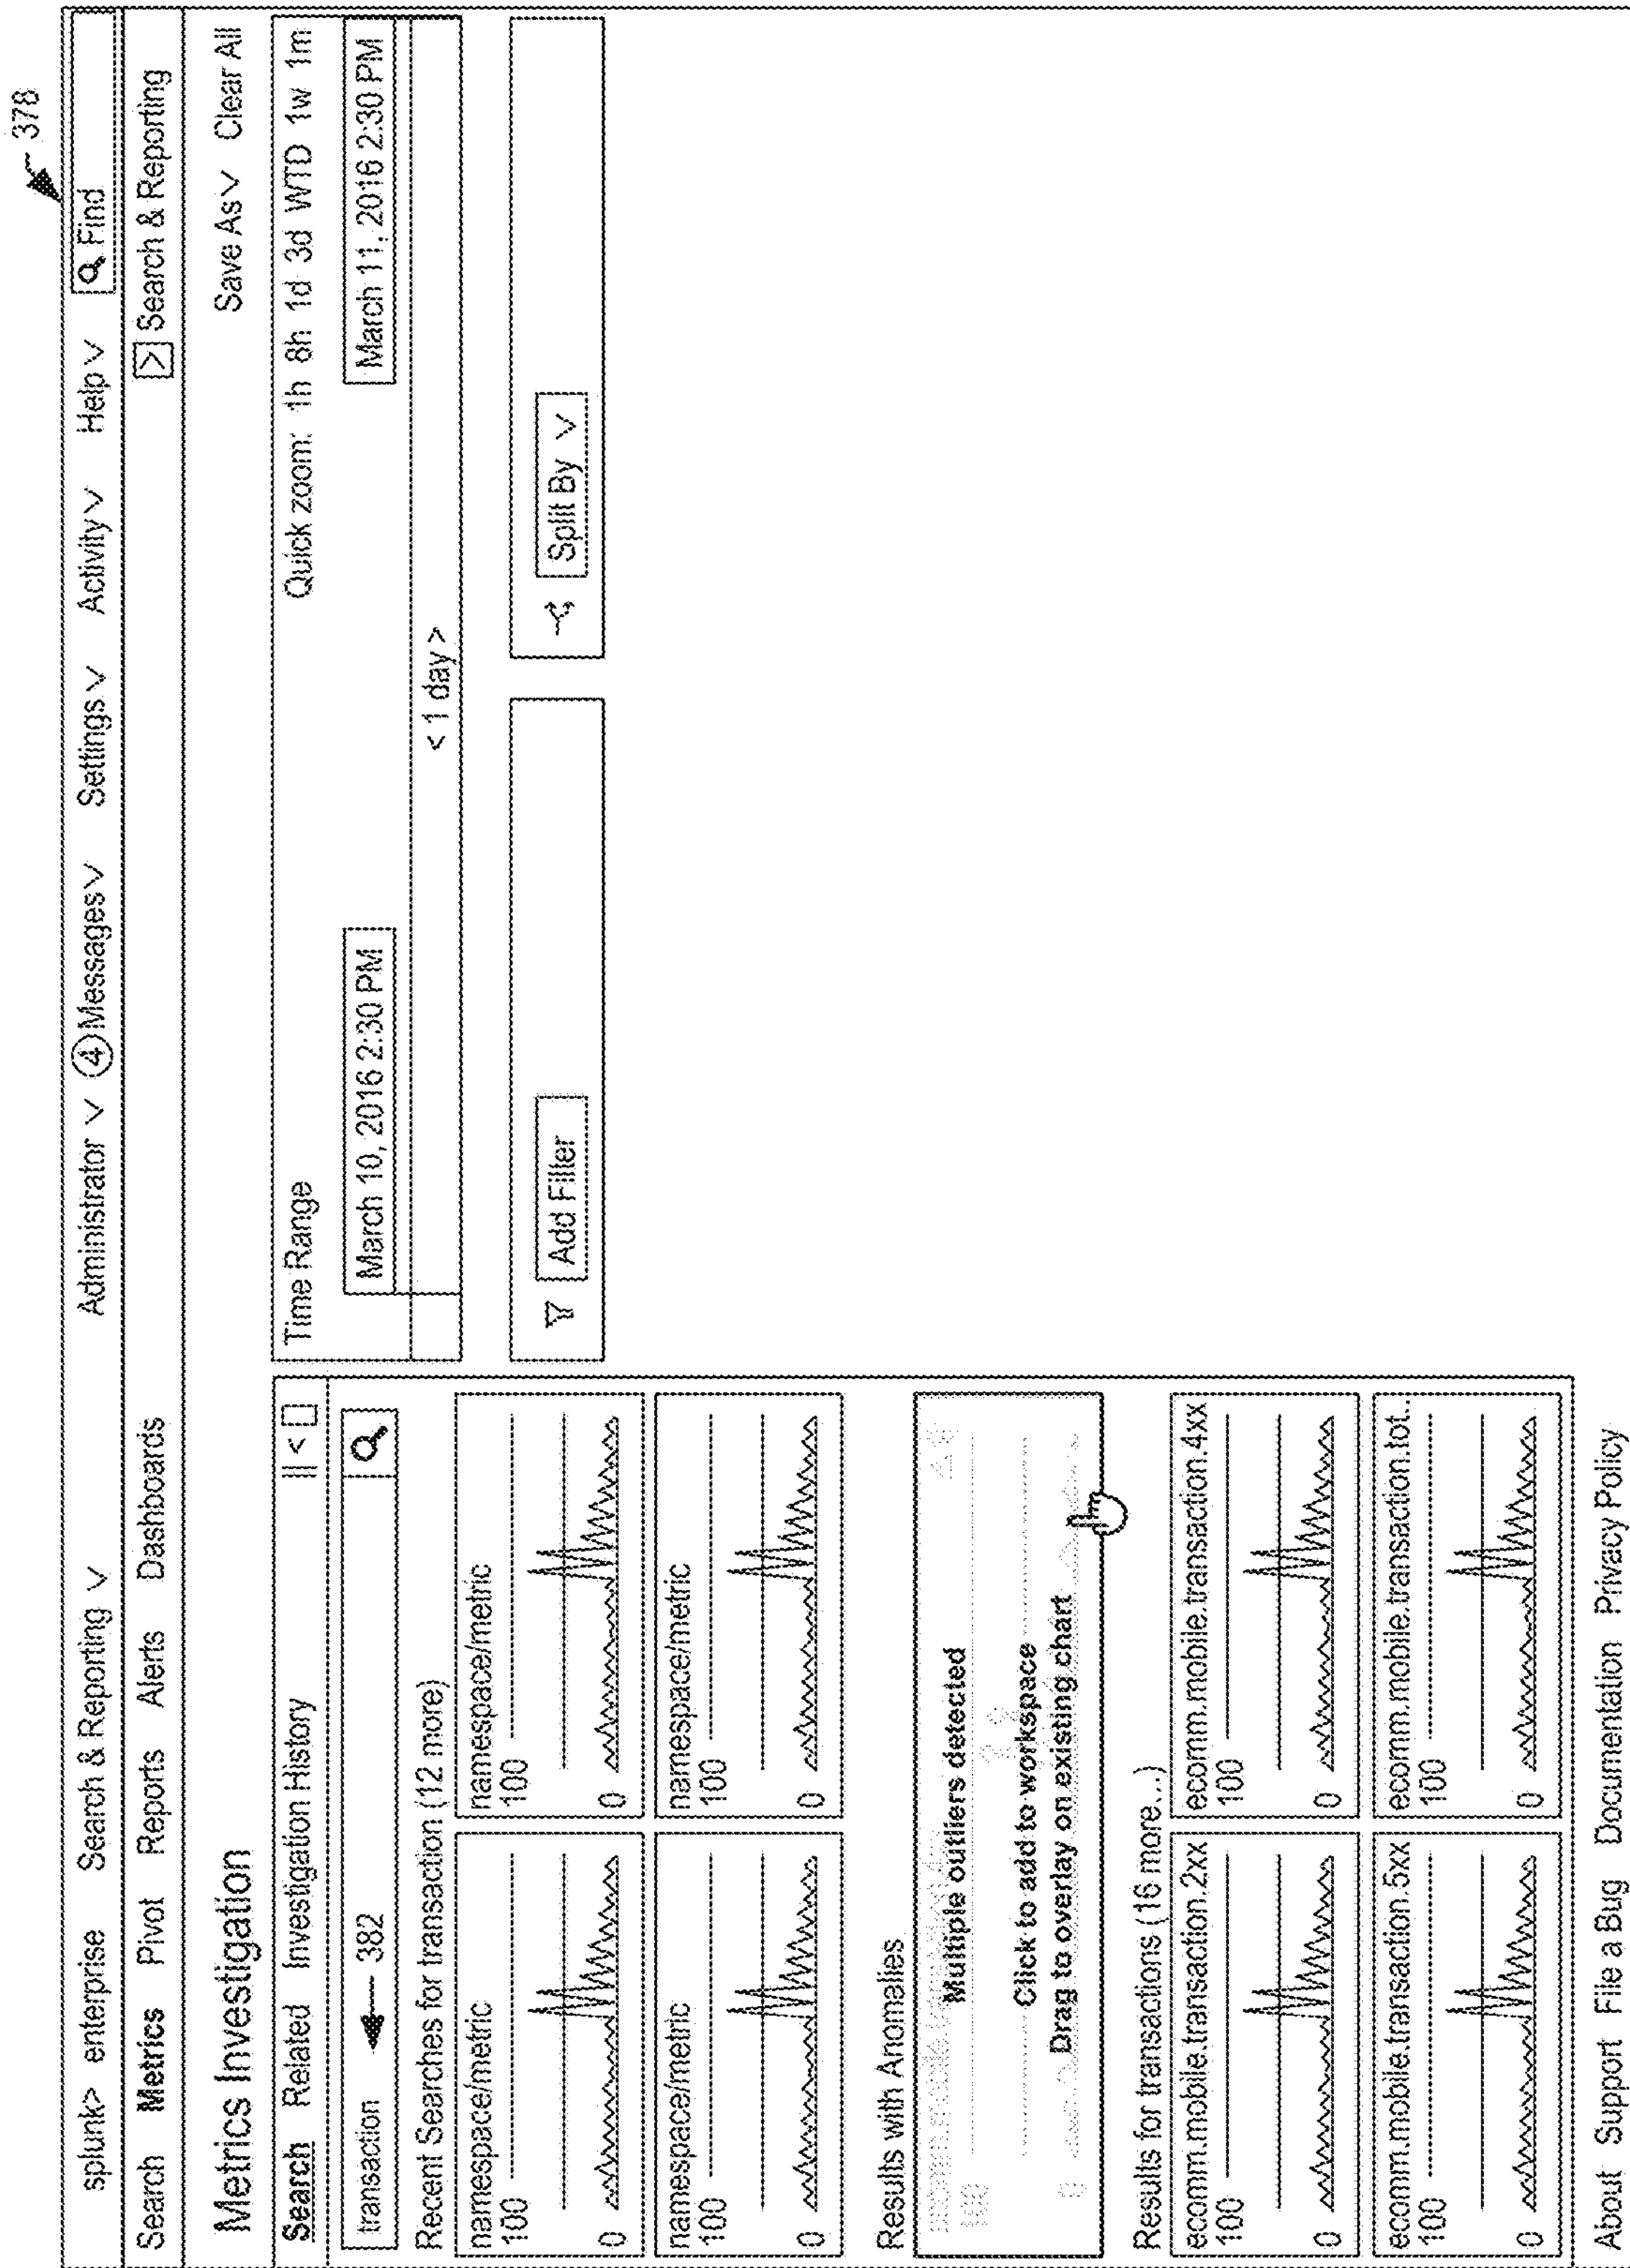 378
splunk> enterprise Search & Reporting ∨ Administrator ∨ 4 Messages ∨ Settings ∨ Activity ∨ Help ∨ Find
Search Metrics Pivot Reports Alerts Dashboards > Search & Reporting
Metrics Investigation Save As ∨ Clear All
Search Related Investigation History || <
Time Range Quick zoom: 1h 8h 1d 3d WTD 1w 1m
transaction 382
March 10, 2016 2:30 PM March 11, 2016 2:30 PM
< 1 day >
Recent Searches for transaction (12 more)
namespace/metric namespace/metric
100 100
0 0
Add Filter Split By ∨
namespace/metric namespace/metric
100 100
0 0
Results with Anomalies
100
Multiple outliers detected
Click to add to workspace
Drag to overlay on existing chart
0
Results for transactions (16 more...)
ecomm.mobile.transaction.2xx ecomm.mobile.transaction.4xx
100 100
0 0
ecomm.mobile.transaction.5xx ecomm.mobile.transaction.tot..
100 100
0 0
About Support File a Bug Documentation Privacy Policy